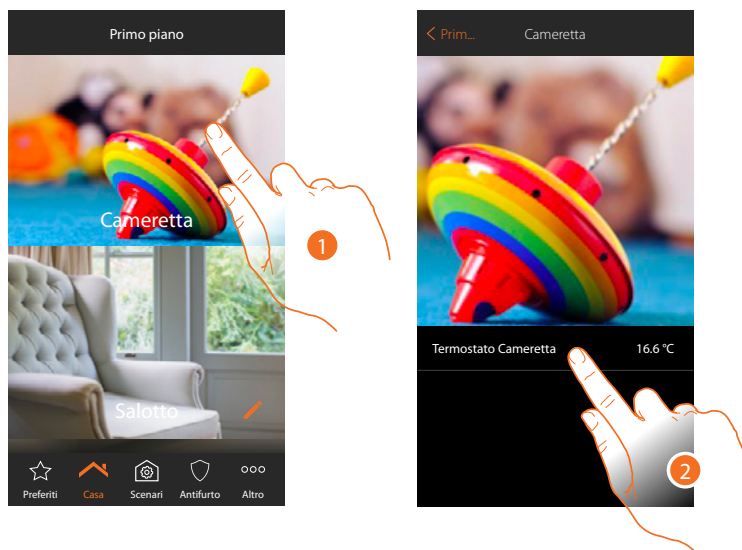 Primo piano
Cameretta
1
Salotto
Preferiti Casa Scenari Antifurto Altro
Prim... Cameretta
Termostato Cameretta 16.6 °C
2